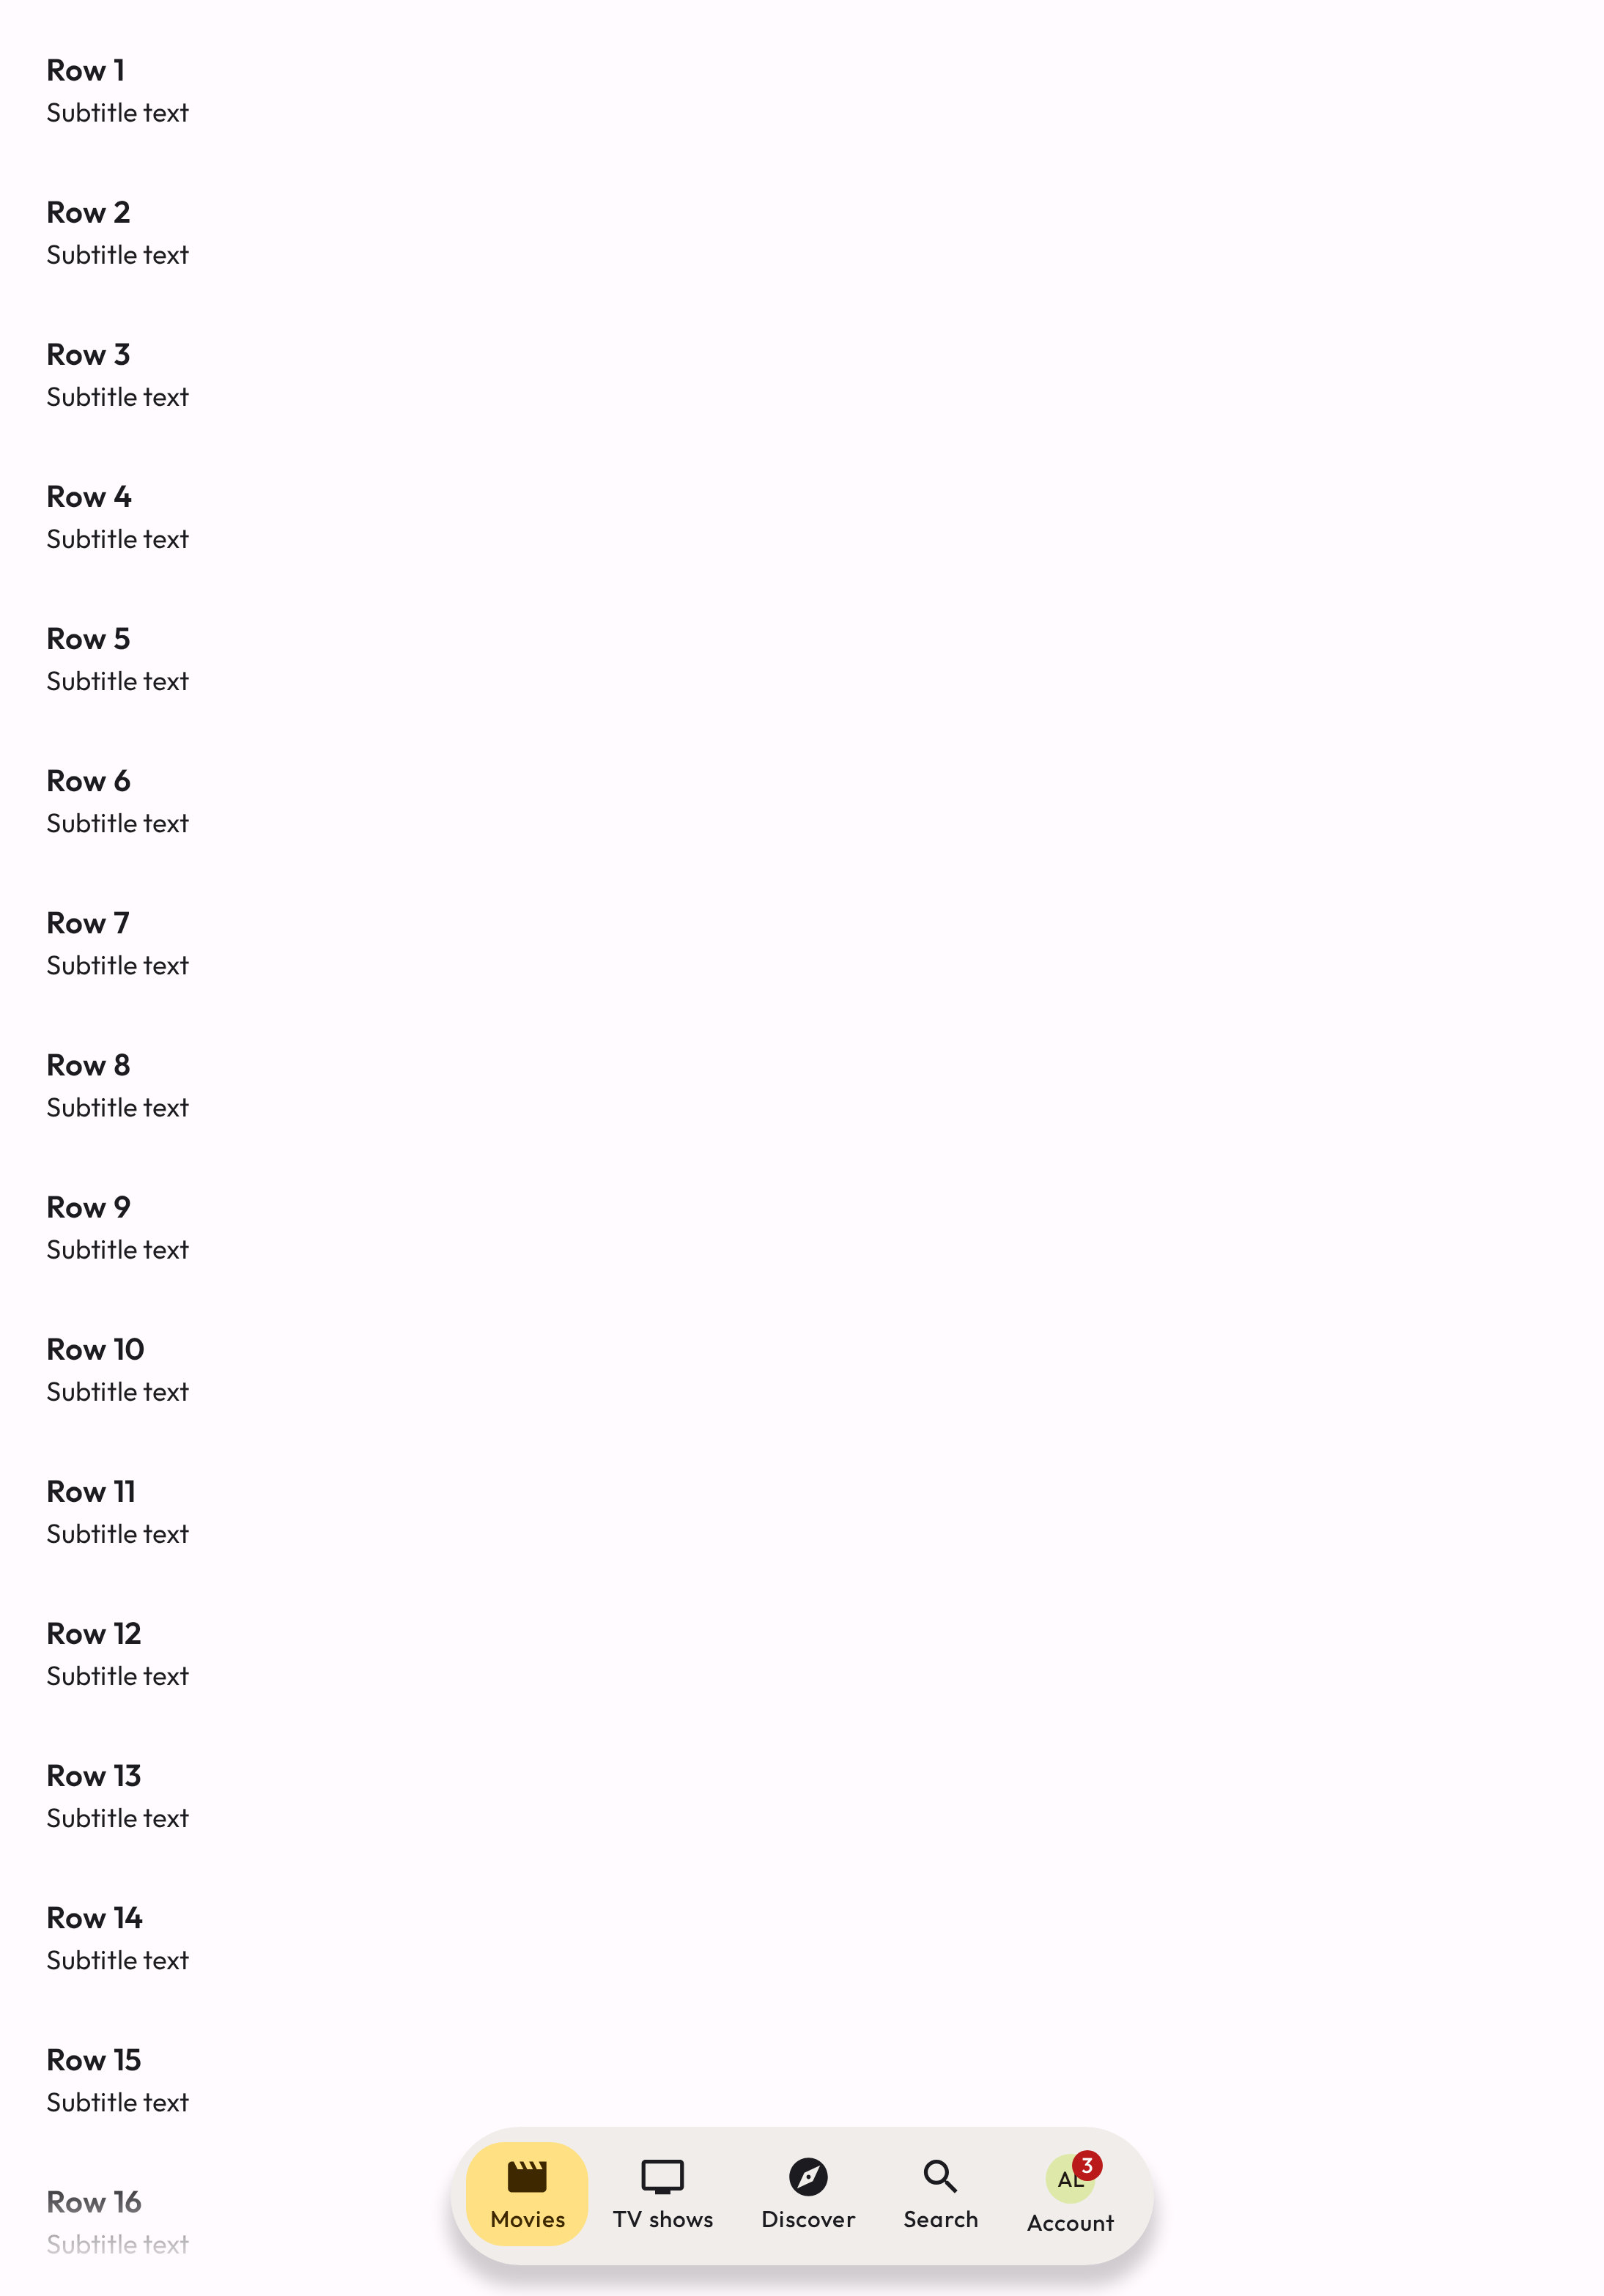 Row 1
Subtitle text
Row 2
Subtitle text
Row 3
Subtitle text
Row 4
Subtitle text
Row 5
Subtitle text
Row 6
Subtitle text
Row 7
Subtitle text
Row 8
Subtitle text
Row 9
Subtitle text
Row 10
Subtitle text
Row 11
Subtitle text
Row 12
Subtitle text
Row 13
Subtitle text
Row 14
Subtitle text
Row 15
Subtitle text
Row 16
Subtitle text
AL 3
Movies TV shows Discover Search Account